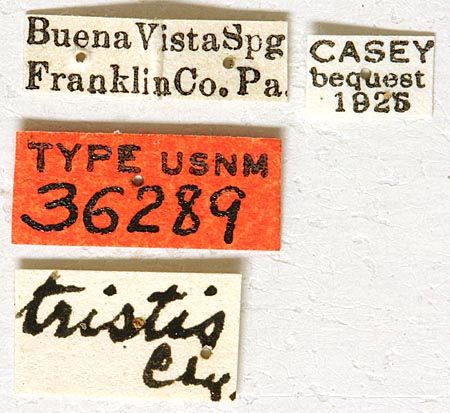 Buena Vista Spg
Franklin Co. Pa.
CASEY
bequest
1925
TYPE USNM
36289
tristis
Csy.